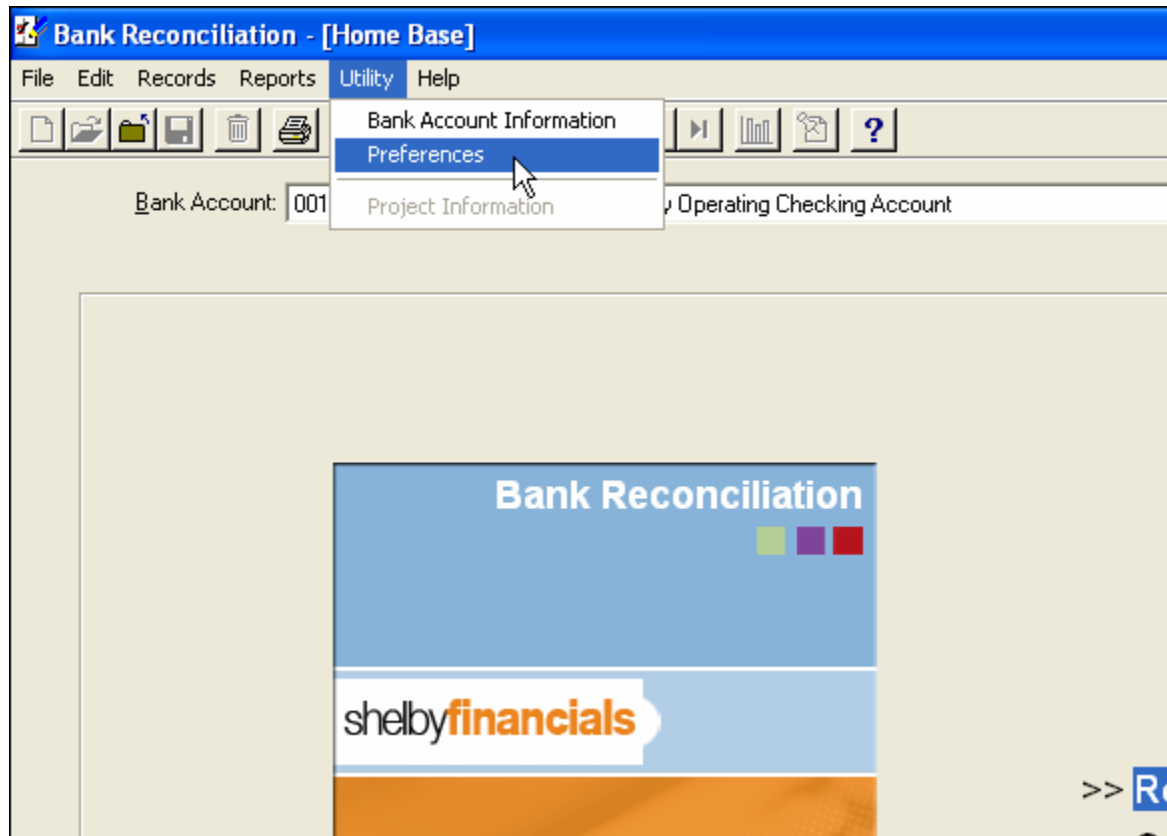 Bank Reconciliation - [Home Base]
File Edit Records Reports Utility Help
Bank Account Information
?
Preferences
Bank Account: 001
Project Information
Operating Checking Account
Bank Reconciliation
shelbyfinancials
>>